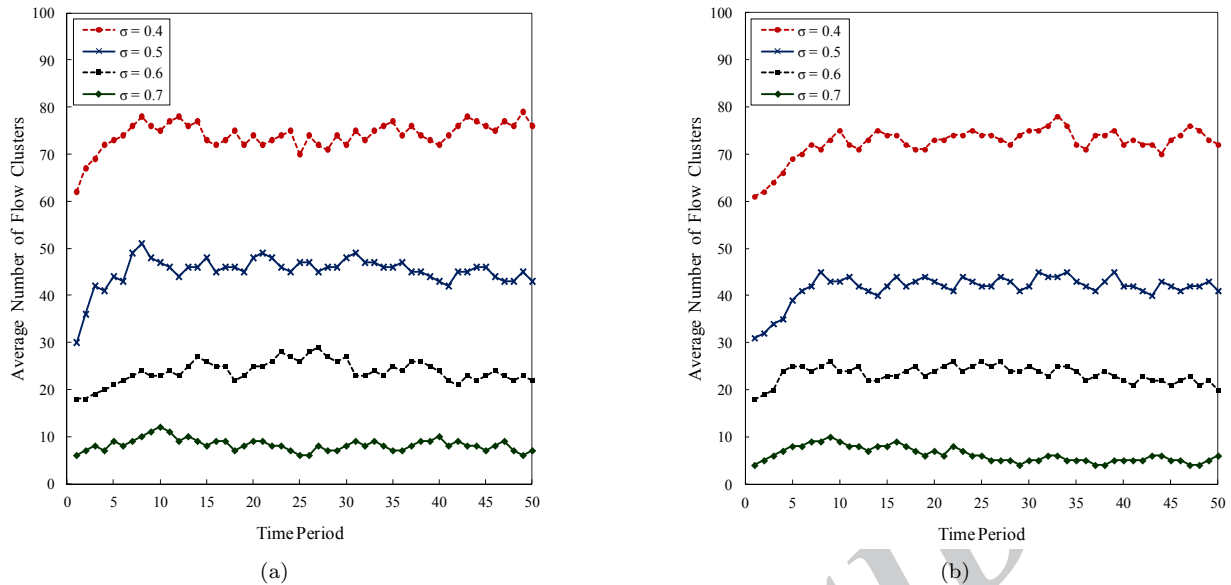 100
90
80
70
60
50
40
30
20
10
0
Average Number of Flow Clusters
σ = 0.4
σ = 0.5
σ = 0.6
σ = 0.7
0 5 10 15 20 25 30 35 40 45 50
Time Period
(a)
100
90
80
70
60
50
40
30
20
10
0
Average Number of Flow Clusters
σ = 0.4
σ = 0.5
σ = 0.6
σ = 0.7
0 5 10 15 20 25 30 35 40 45 50
Time Period
(b)